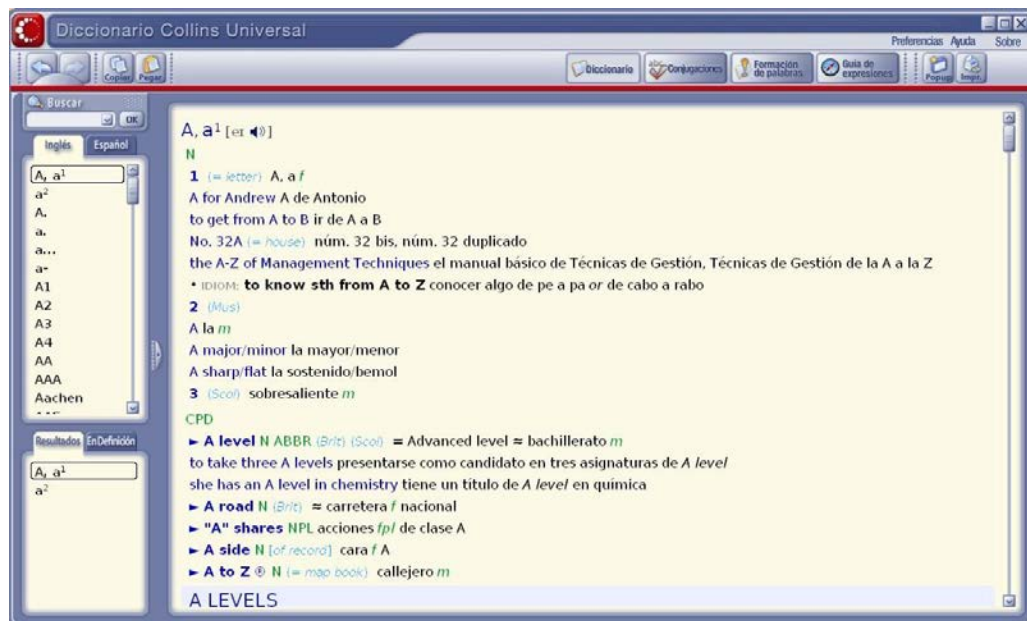 Diccionario Collins Universal
Preferencias Ayuda Sobre
Copiar Pegar Diccionario Conjugaciones Formación de palabras Guía de expresiones Popup Impr.
Buscar
OK
Inglés Español
A, a¹
a²
A.
a.
a...
a-
A1
A2
A3
A4
AA
AAA
Aachen
Resultados EnDefinición
A, a¹
a²
A, a¹ [eɪ]
N
1 (= letter) A, a f
A for Andrew A de Antonio
to get from A to B ir de A a B
No. 32A (= house) núm. 32 bis, núm. 32 duplicado
the A-Z of Management Techniques el manual básico de Técnicas de Gestión, Técnicas de Gestión de la A a la Z
• IDIOM: to know sth from A to Z conocer algo de pe a pa or de cabo a rabo
2 (Mus)
A la m
A major/minor la mayor/menor
A sharp/flat la sostenido/bemol
3 (Scol) sobresaliente m
CPD
► A level N ABBR (Brit) (Scol) = Advanced level ≈ bachillerato m
to take three A levels presentarse como candidato en tres asignaturas de A level
she has an A level in chemistry tiene un título de A level en química
► A road N (Brit) ≈ carretera f nacional
► "A" shares NPL acciones fpl de clase A
► A side N [of record] cara f A
► A to Z ® N (= map book) callejero m
A LEVELS